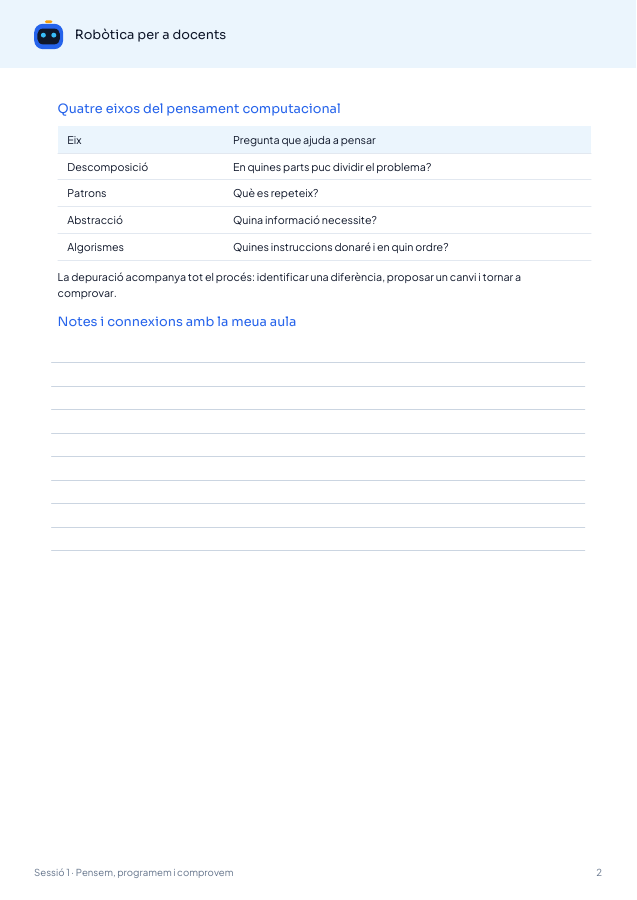 Robòtica per a docents
Quatre eixos del pensament computacional
Eix Pregunta que ajuda a pensar
Descomposició En quines parts puc dividir el problema?
Patrons Què es repeteix?
Abstracció Quina informació necessite?
Algorismes Quines instruccions donaré i en quin ordre?
La depuració acompanya tot el procés: identificar una diferència, proposar un canvi i tornar a
comprovar.
Notes i connexions amb la meua aula
Sessió 1 · Pensem, programem i comprovem 2